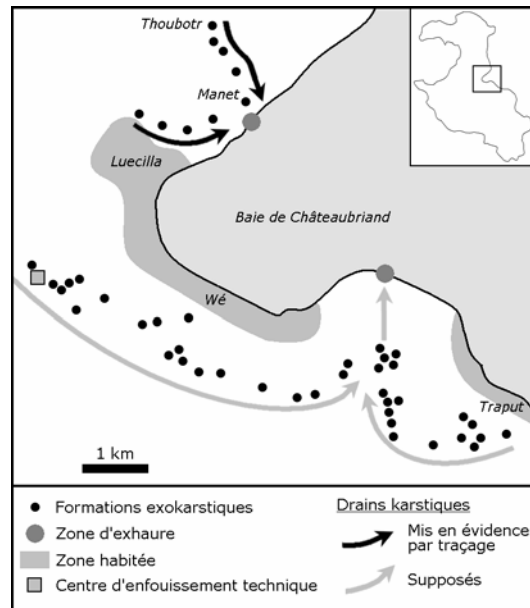 Thoubotr
Manet
Luecilla
Baie de Châteaubriand
Wé
Traput
1 km
Formations exokarstiques
Zone d'exhaure
Zone habitée
Centre d'enfouissement technique
Drains karstiques
Mis en évidence
par traçage
Supposés